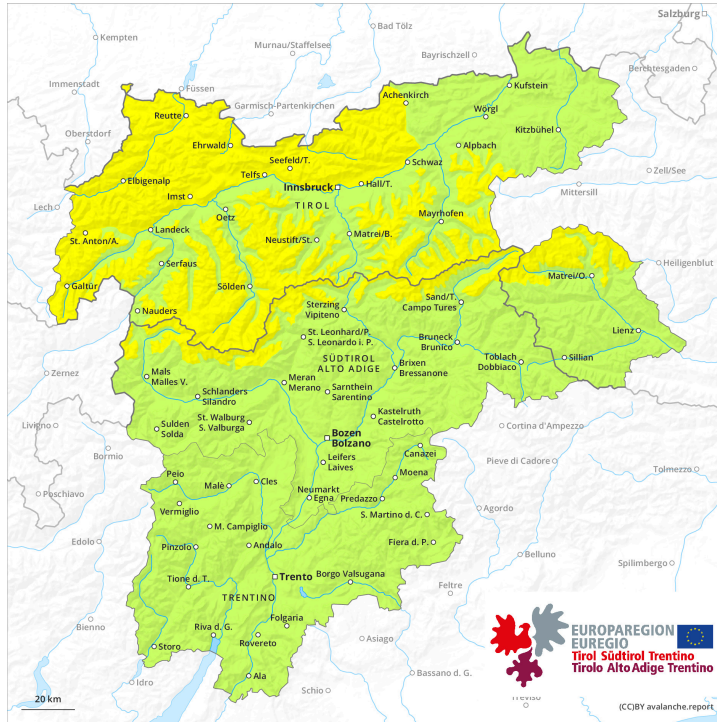 Salzburg
Kempten
Bad Tölz
Murnau/Staffelsee
Bayrischzell
Berchtesgaden
Immenstadt
Füssen
Garmisch-Partenkirchen
Achenkirch
Kufstein
Reutte
Wörgl
Oberstdorf
Ehrwald
Kitzbühel
Seefeld/T.
Alpbach
Schwaz
Zell/See
Elbigenalp
Telfs
Innsbruck
Hall/T.
Mittersill
Imst
Lech
TIROL
Oetz
Mayrhofen
St. Anton/A.
Landeck
Neustift/St.
Matrei/B.
Serfaus
Heiligenblut
Matrei/O.
Galtür
Sölden
Sand/T.
Campo Tures
Nauders
Sterzing
Vipiteno
Lienz
St. Leonhard/P.
S. Leonardo i. P.
Bruneck
Brunico
Toblach
Dobbiaco
Sillian
SÜDTIROL
ALTO ADIGE
Brixen
Bressanone
Zernez
Mals
Malles V.
Meran
Merano
Sarnthein
Sarentino
Schlanders
Silandro
Kastelruth
Castelrotto
St. Walburg
S. Valburga
Livigno
Sulden
Solda
Cortina d'Ampezzo
Bozen
Bolzano
Canazei
Bormio
Leifers
Laives
Pieve di Cadore
Tolmezzo
Moena
Peio
Malè
Cles
Neumarkt
Egna
Predazzo
Poschiavo
Vermiglio
S. Martino d. C.
Agordo
M. Campiglio
Edolo
Pinzolo
Andalo
Fiera d. P.
Belluno
Spilimbergo
Trento
Borgo Valsugana
Tione d. T.
Feltre
TRENTINO
Folgaria
Bienno
Riva d. G.
Rovereto
Asiago
Storo
Bassano d. G.
Ala
Idro
Schio
Treviso
EUROPAREGION
EUREGIO
Tirol Südtirol Trentino
Tirolo Alto Adige Trentino
20 km
(CC)BY avalanche.report